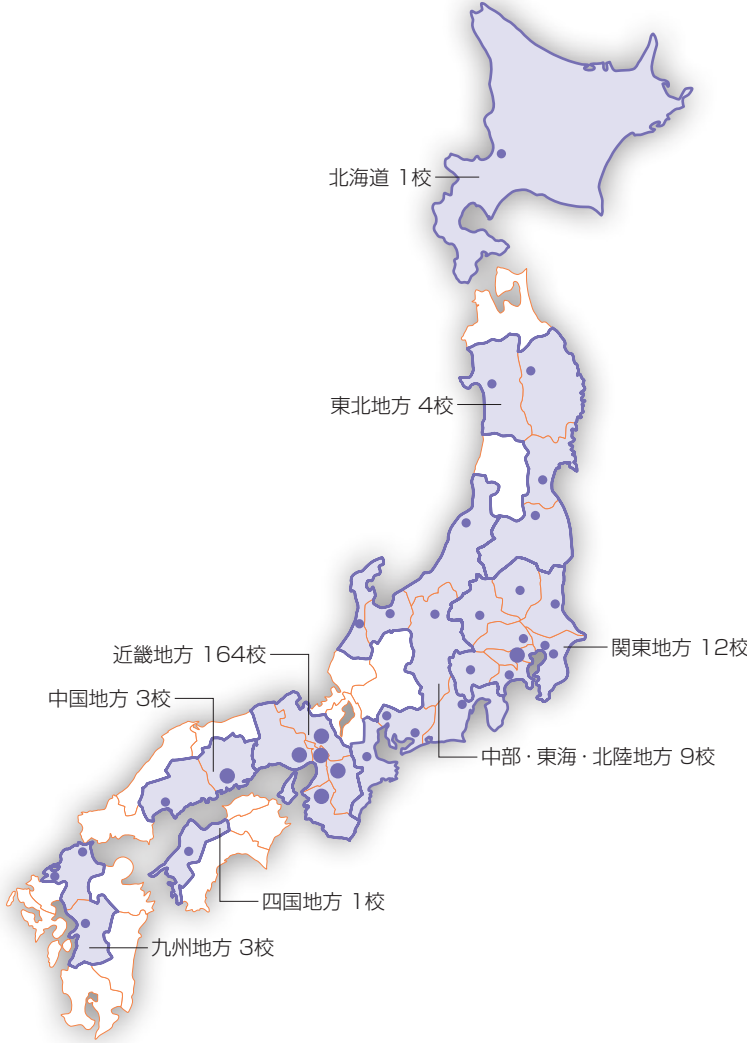 北海道 1校
東北地方 4校
関東地方 12校
近畿地方 164校
中国地方 3校
中部・東海・北陸地方 9校
四国地方 1校
九州地方 3校